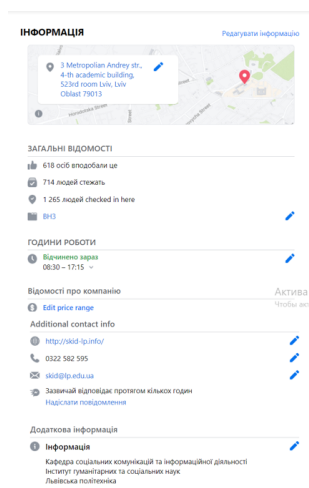 ІНФОРМАЦІЯ
Редагувати інформацію
3 Metropolian Andrey str.,
4-th academic building,
523rd room Lviv, Lviv
Oblast 79013
ЗАГАЛЬНІ ВІДОМОСТІ
618 осіб вподобали це
714 людей стежать
1 265 людей checked in here
ВНЗ
ГОДИНИ РОБОТИ
Відчинено зараз
08:30 – 17:15
Відомості про компанію
Актива
Чтобы акт
Edit price range
Additional contact info
http://skid-lp.info/
0322 582 595
skid@lp.edu.ua
Зазвичай відповідає протягом кількох годин
Надіслати повідомлення
Додаткова інформація
Інформація
Кафедра соціальних комунікацій та інформаційної діяльності
Інститут гуманітарних та соціальних наук
Львівська політехніка